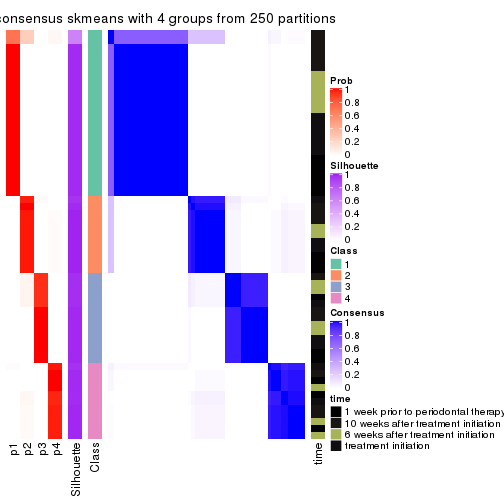 consensus skmeans with 4 groups from 250 partitions
p1
p2
p3
p4
Silhouette
Class
time
Prob
1
0.8
0.6
0.4
0.2
0
Silhouette
1
0.8
0.6
0.4
0.2
0
Class
1
2
3
4
Consensus
1
0.8
0.6
0.4
0.2
0
time
1 week prior to periodontal therapy
10 weeks after treatment initiation
6 weeks after treatment initiation
treatment initiation